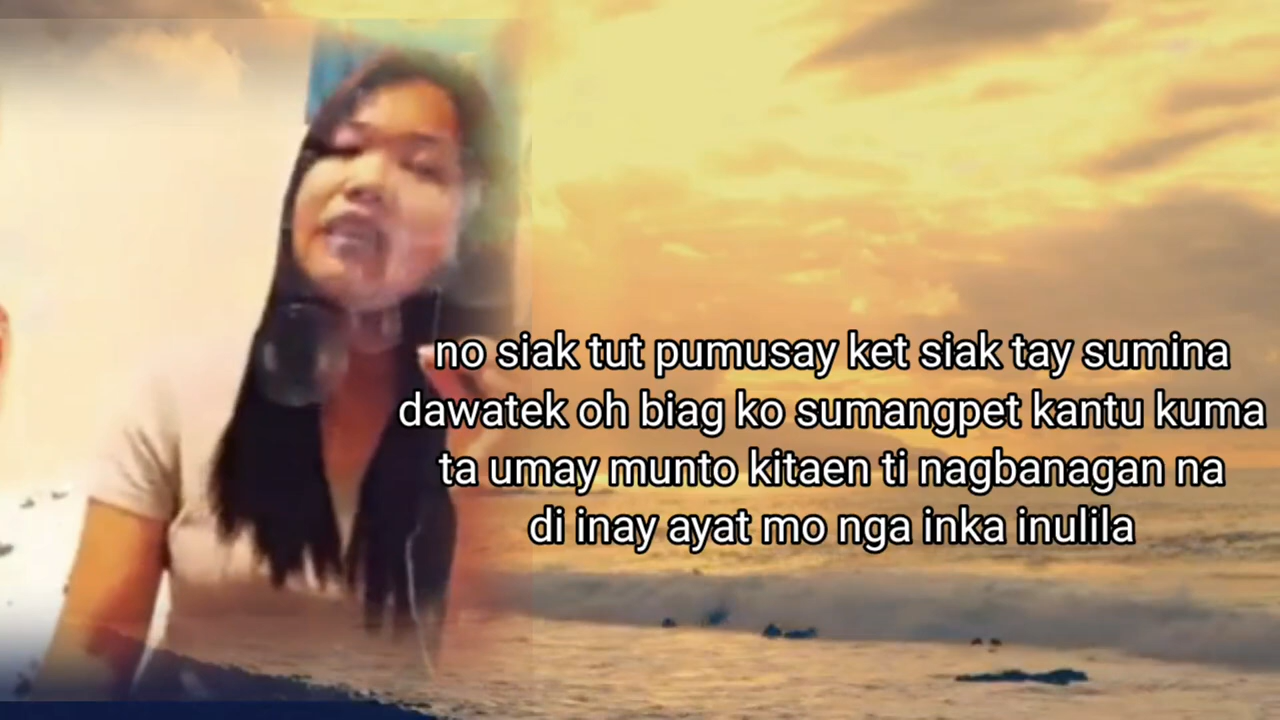 no siak tut pumusay ket siak tay sumina
dawatek oh biag ko sumangpet kantu kuma
ta umay munto kitaen ti nagbanagan na
di inay ayat mo nga inka inulila